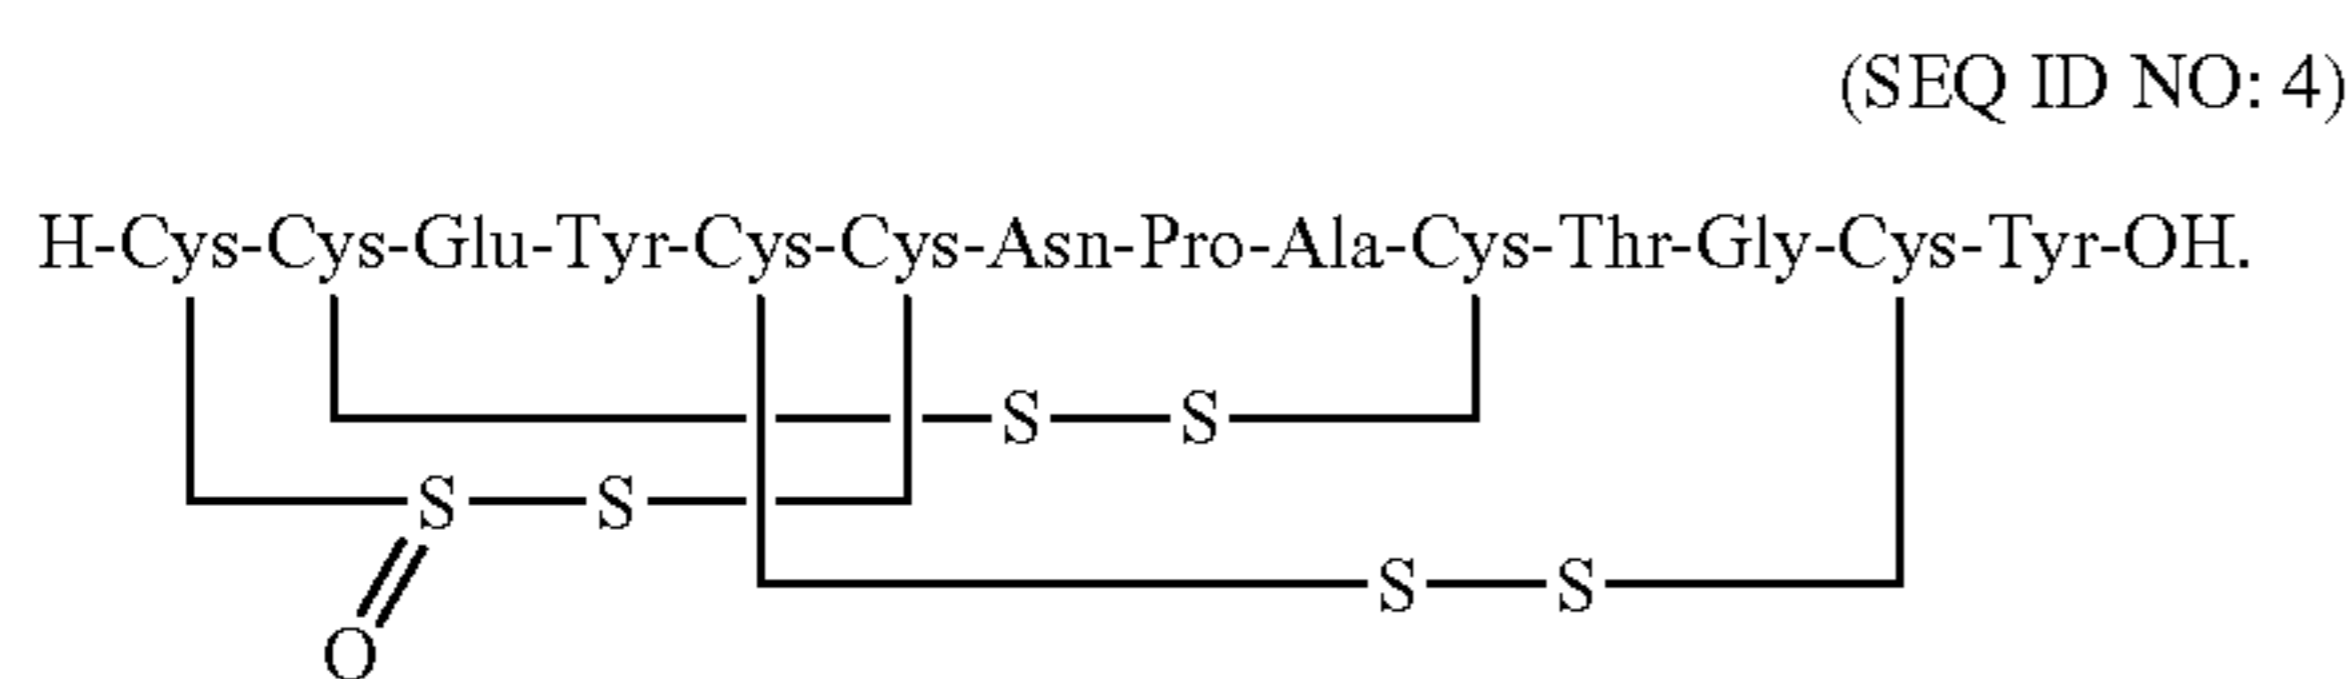 (SEQ ID NO: 4)
H-Cys-Cys-Glu-Tyr-Cys-Cys-Asn-Pro-Ala-Cys-Thr-Gly-Cys-Tyr-OH.
S S
S S
S S
O